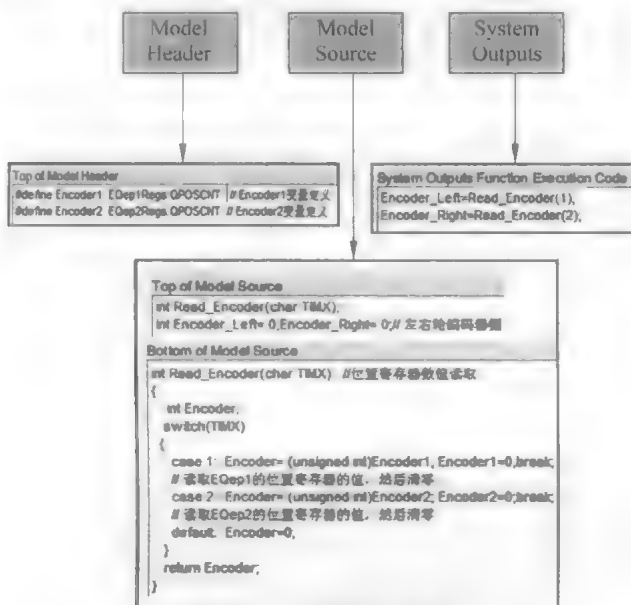 Model
Header
Model
Source
System
Outputs
Top of Model Header
#define Encoder1 EQep1Regs.QPOSCNT // Encoder1变量定义
#define Encoder2 EQep2Regs.QPOSCNT // Encoder2变量定义
System Outputs Function Execution Code
Encoder_Left=Read_Encoder(1);
Encoder_Right=Read_Encoder(2);
Top of Model Source
int Read_Encoder(char TIMX);
int Encoder_Left= 0,Encoder_Right= 0;// 左右轮编码器
Bottom of Model Source
int Read_Encoder(char TIMX) //位置寄存器数值读取
{
int Encoder;
switch(TIMX)
{
case 1: Encoder= (unsigned int)Encoder1; Encoder1=0;break;
// 读取EQep1的位置寄存器的值，然后清零
case 2: Encoder= (unsigned int)Encoder2; Encoder2=0;break;
// 读取EQep2的位置寄存器的值，然后清零
default: Encoder=0;
}
return Encoder;
}